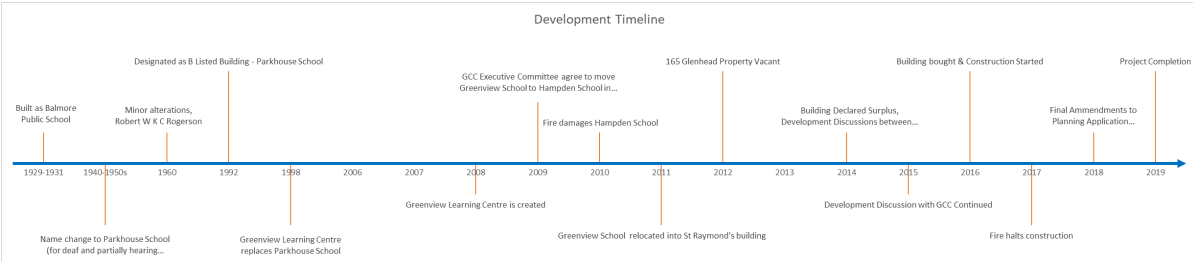 Development Timeline
Designated as B Listed Building - Parkhouse School
165 Glenhead Property Vacant
Building bought & Construction Started
Project Completion
GCC Executive Committee agree to move
Greenview School to Hampden School in...
Built as Balmore
Public School
Minor alterations,
Robert W K C Rogerson
Fire damages Hampden School
Building Declared Surplus,
Development Discussions between...
Final Ammendments to
Planning Application...
1929-1931
1940-1950s
1960
1992
1998
2006
2007
2008
2009
2010
2011
2012
2013
2014
2015
2016
2017
2018
2019
Greenview Learning Centre is created
Development Discussion with GCC Continued
Name change to Parkhouse School
(for deaf and partially hearing...
Greenview Learning Centre
replaces Parkhouse School
Greenview School relocated into St Raymond's building
Fire halts construction